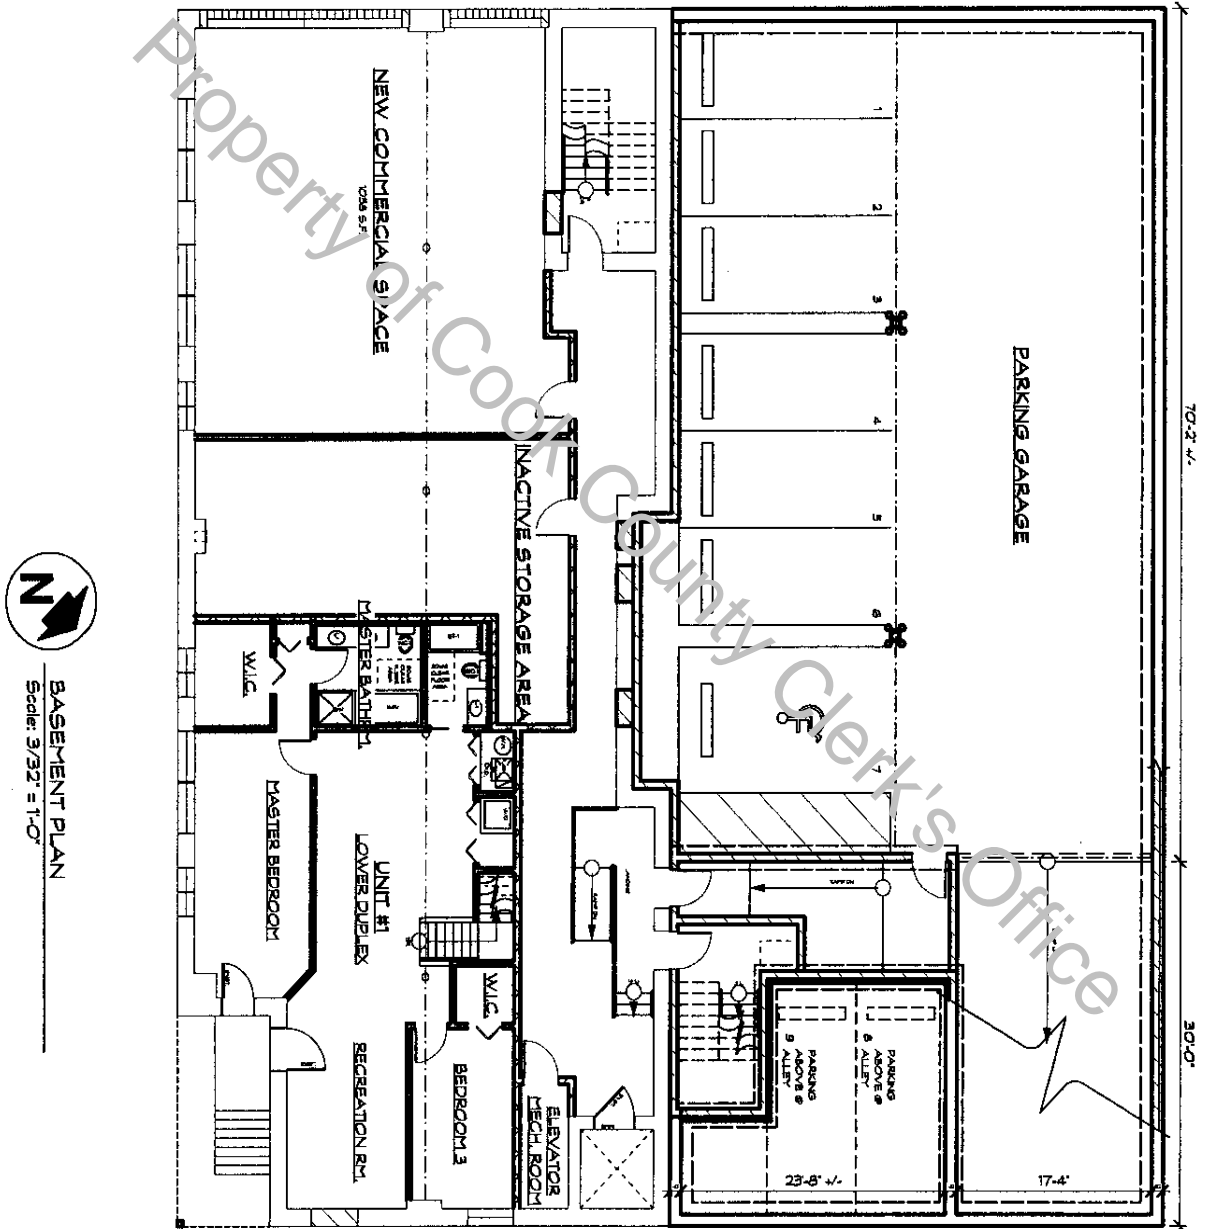 Property of Cook County Clerk's Office
NEW COMMERCIAL SPACE
1058 S.F.
PARKING GARAGE
1
2
3
4
5
6
7
70'-2" +/-
30'-0"
INACTIVE STORAGE AREA
MASTER BATHRM.
W.I.C.
MASTER BEDROOM
UNIT #1
LOWER DUPLEX
W.I.C.
RECREATION RM.
BEDROOM 3
ELEVATOR
MECH. ROOM
PARKING
ABOVE @
ALLEY
8
PARKING
ABOVE @
ALLEY
9
23'-8" +/-
17'-4"
N
BASEMENT PLAN
Scale: 3/32" = 1'-0"